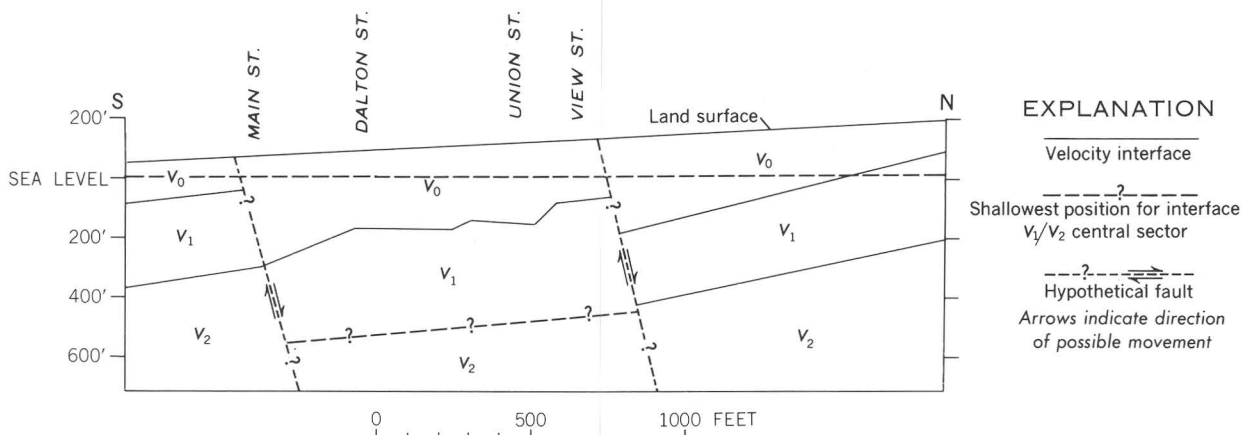 MAIN ST.
DALTON ST.
UNION ST.
VIEW ST.
S
N
200'
SEA LEVEL
200'
400'
600'
Land surface
V0
V0
V0
V1
V1
V1
V2
V2
V2
?
?
?
?
?
?
?
0 500 1000 FEET
EXPLANATION
Velocity interface
?
Shallowest position for interface
V1/V2 central sector
?
Hypothetical fault
Arrows indicate direction
of possible movement